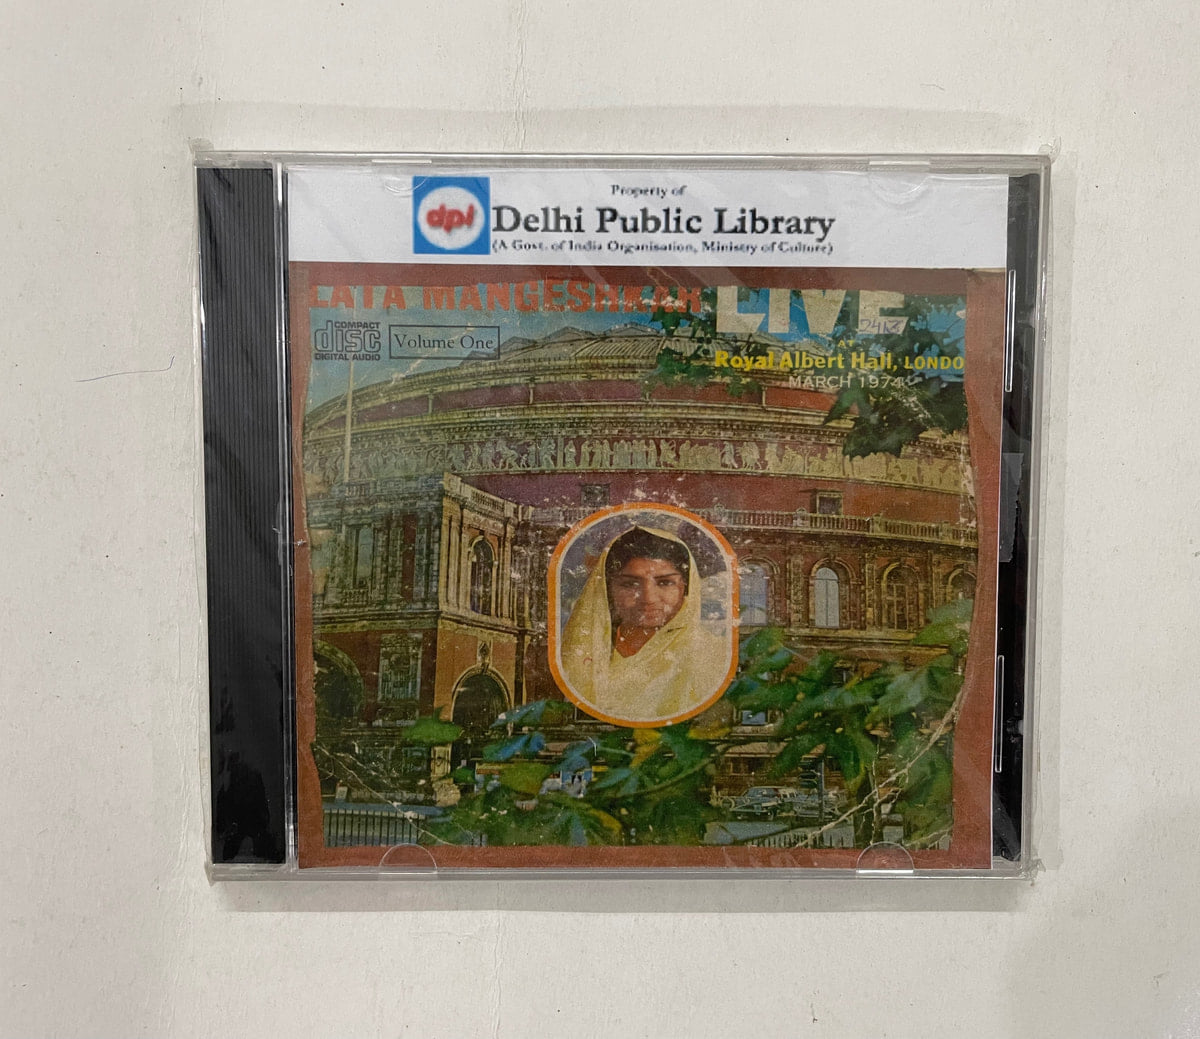 Property of
dpl
Delhi Public Library
(A Govt. of India Organisation, Ministry of Culture)
LATA MANGESHKAR LIVE
2413
COMPACT
disc
DIGITAL AUDIO
Volume One
AT
Royal Albert Hall, LONDO
MARCH 1974